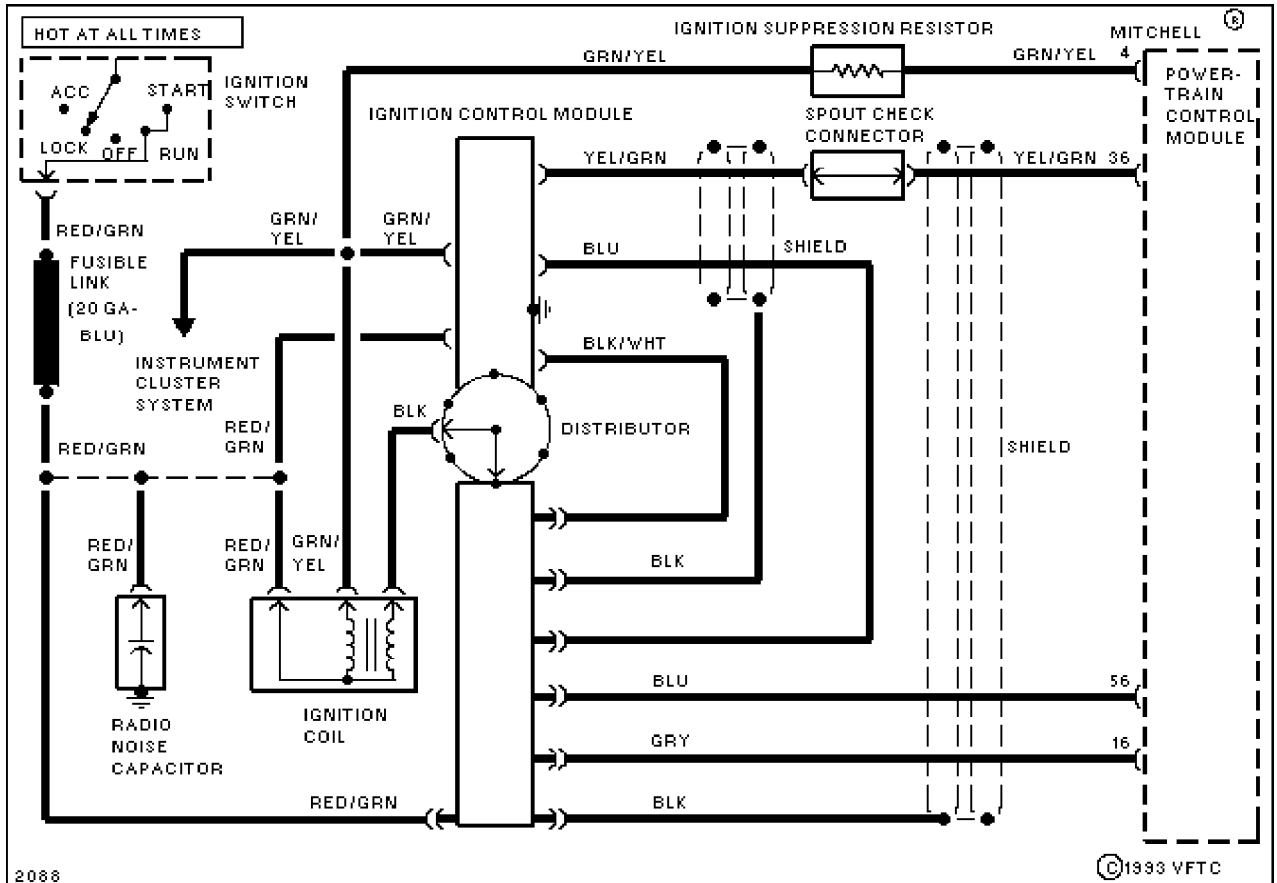 HOT AT ALL TIMES
IGNITION SUPPRESSION RESISTOR
®
MITCHELL
GRN/YEL
GRN/YEL
4
POWER-
TRAIN
CONTROL
MODULE
ACC
START
IGNITION
SWITCH
LOCK
OFF
RUN
IGNITION CONTROL MODULE
SPOUT CHECK
CONNECTOR
YEL/GRN
YEL/GRN
36
RED/GRN
GRN/
YEL
GRN/
YEL
BLU
SHIELD
FUSIBLE
LINK
(20 GA-
BLU)
INSTRUMENT
CLUSTER
SYSTEM
BLK/WHT
BLK
DISTRIBUTOR
RED/GRN
RED/
GRN
SHIELD
RED/
GRN
RED/
GRN
GRN/
YEL
BLK
BLU
56
RADIO
NOISE
CAPACITOR
IGNITION
COIL
GRY
16
RED/GRN
BLK
2088
©1993 VFTC